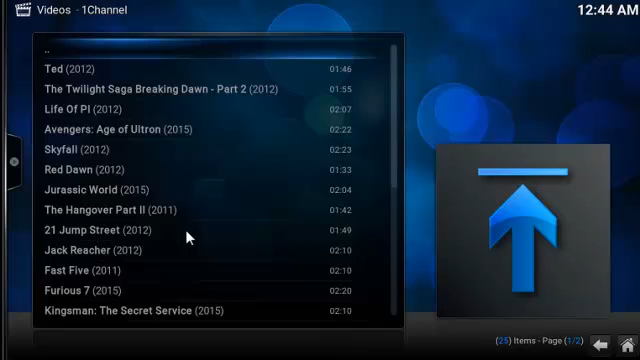 Videos - 1Channel
12:44 AM
..
Ted (2012) 01:46
The Twilight Saga Breaking Dawn - Part 2 (2012) 01:55
Life Of PI (2012) 02:07
Avengers: Age of Ultron (2015) 02:22
Skyfall (2012) 02:23
Red Dawn (2012) 01:33
Jurassic World (2015) 02:04
The Hangover Part II (2011) 01:42
21 Jump Street (2012) 01:49
Jack Reacher (2012) 02:10
Fast Five (2011) 02:10
Furious 7 (2015) 02:20
Kingsman: The Secret Service (2015) 02:10
(25) Items - Page (1/2)